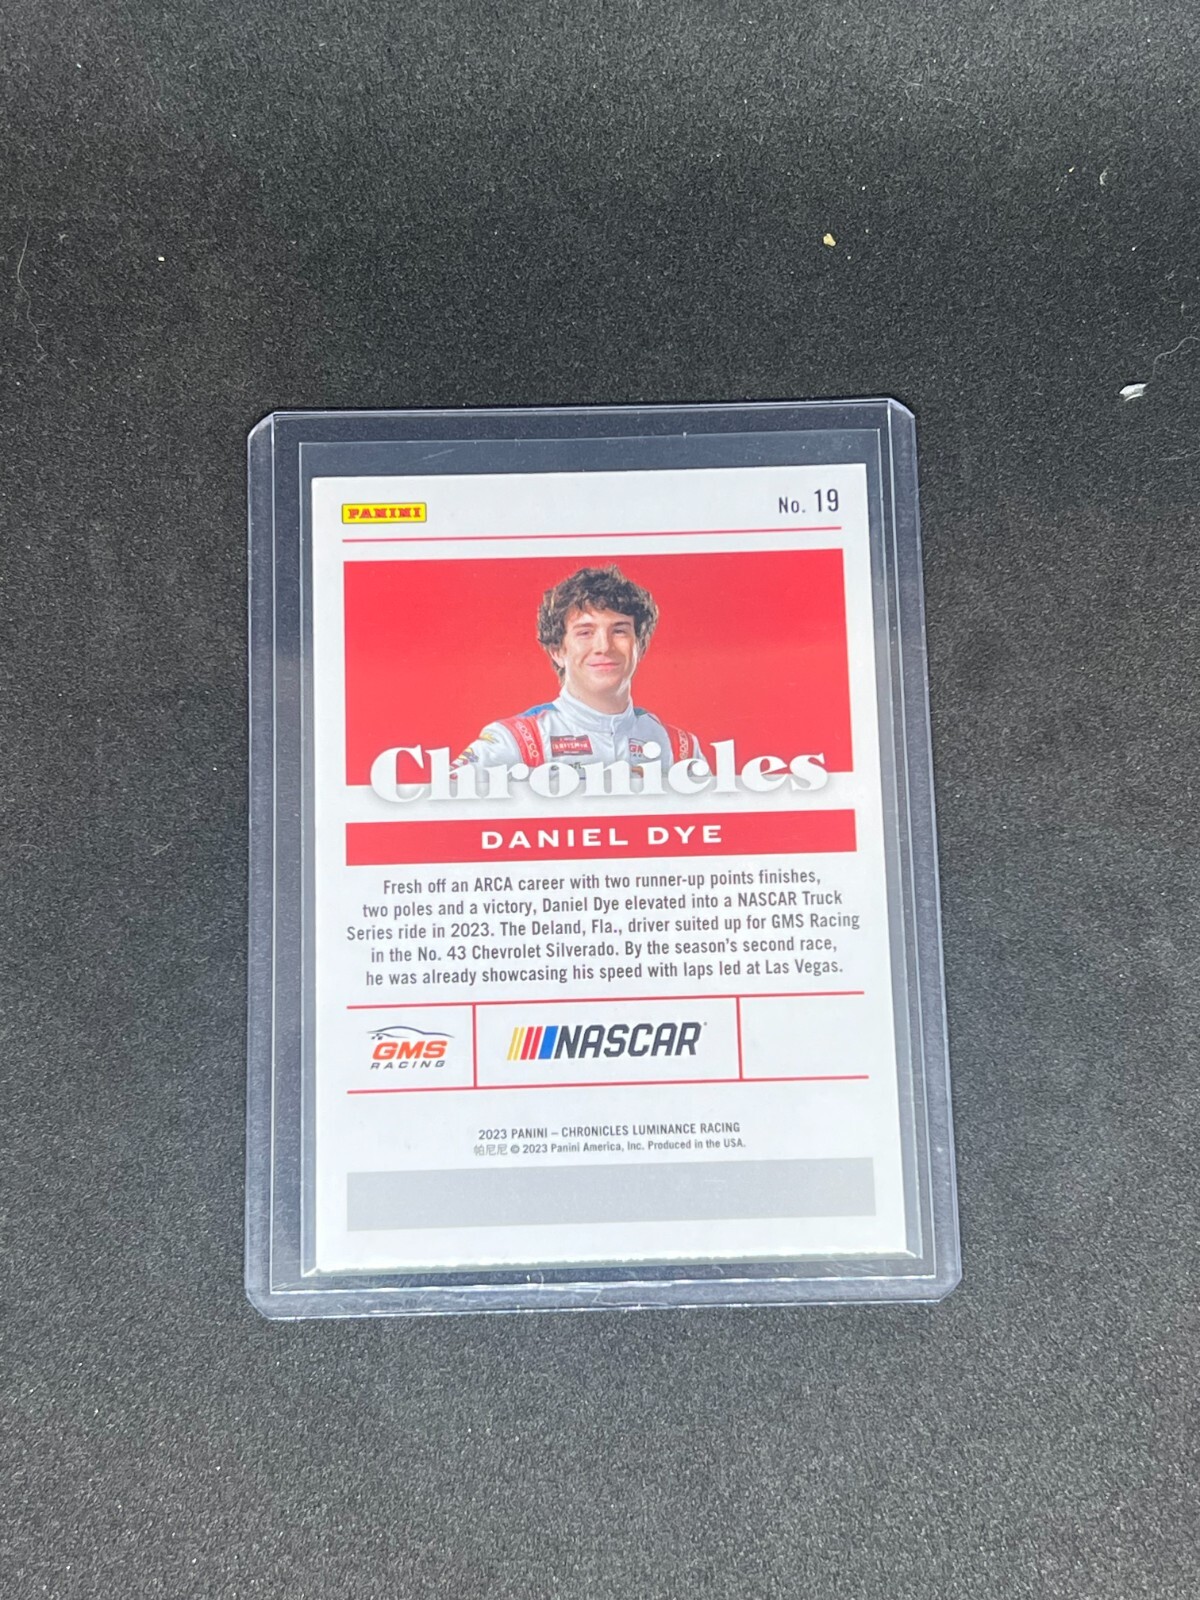 PANINI
No. 19
SPARCO
CRAFTSMAN
Chronicles
DANIEL DYE
Fresh off an ARCA career with two runner-up points finishes,
two poles and a victory, Daniel Dye elevated into a NASCAR Truck
Series ride in 2023. The Deland, Fla., driver suited up for GMS Racing
in the No. 43 Chevrolet Silverado. By the season's second race,
he was already showcasing his speed with laps led at Las Vegas.
GMS
RACING
NASCAR
2023 PANINI – CHRONICLES LUMINANCE RACING
帕尼尼 © 2023 Panini America, Inc. Produced in the USA.